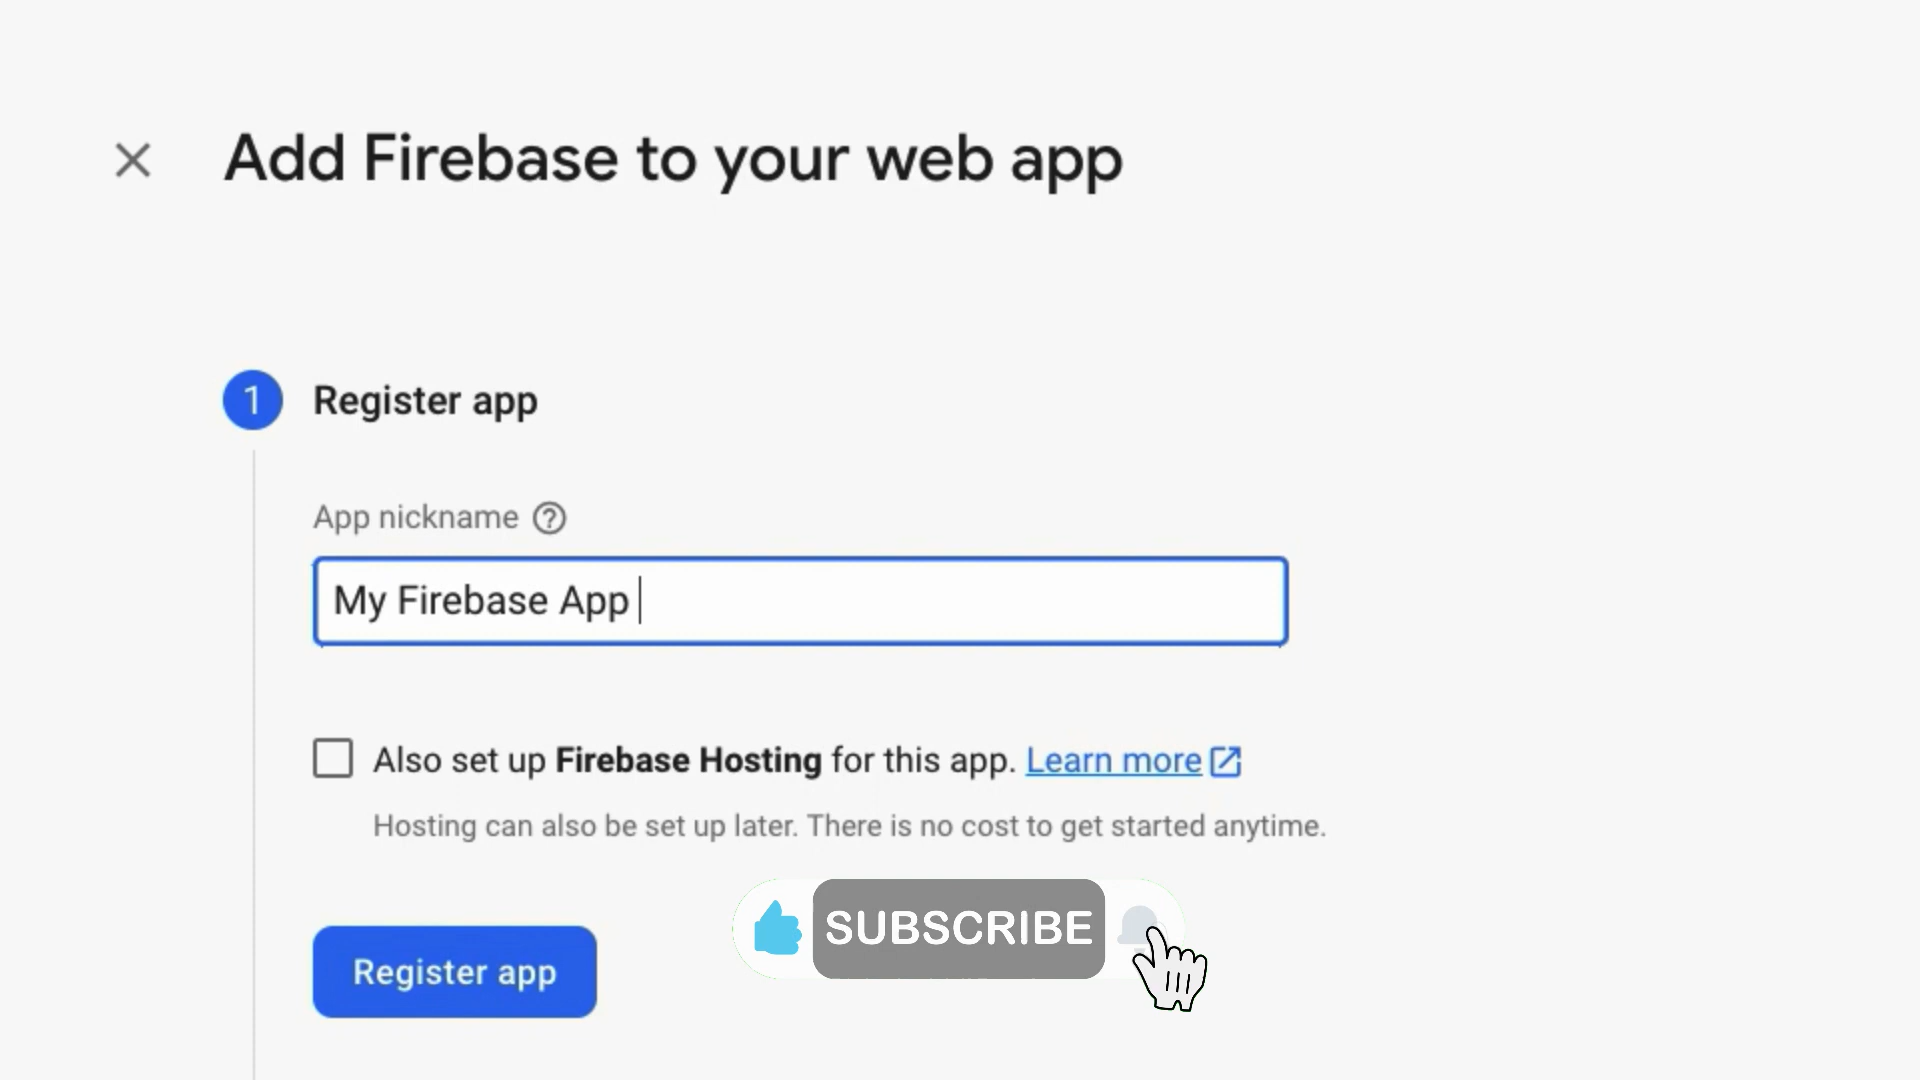 Add Firebase to your web app
1 Register app
App nickname
My Firebase App
Also set up Firebase Hosting for this app. Learn more
Hosting can also be set up later. There is no cost to get started anytime.
SUBSCRIBE
Register app